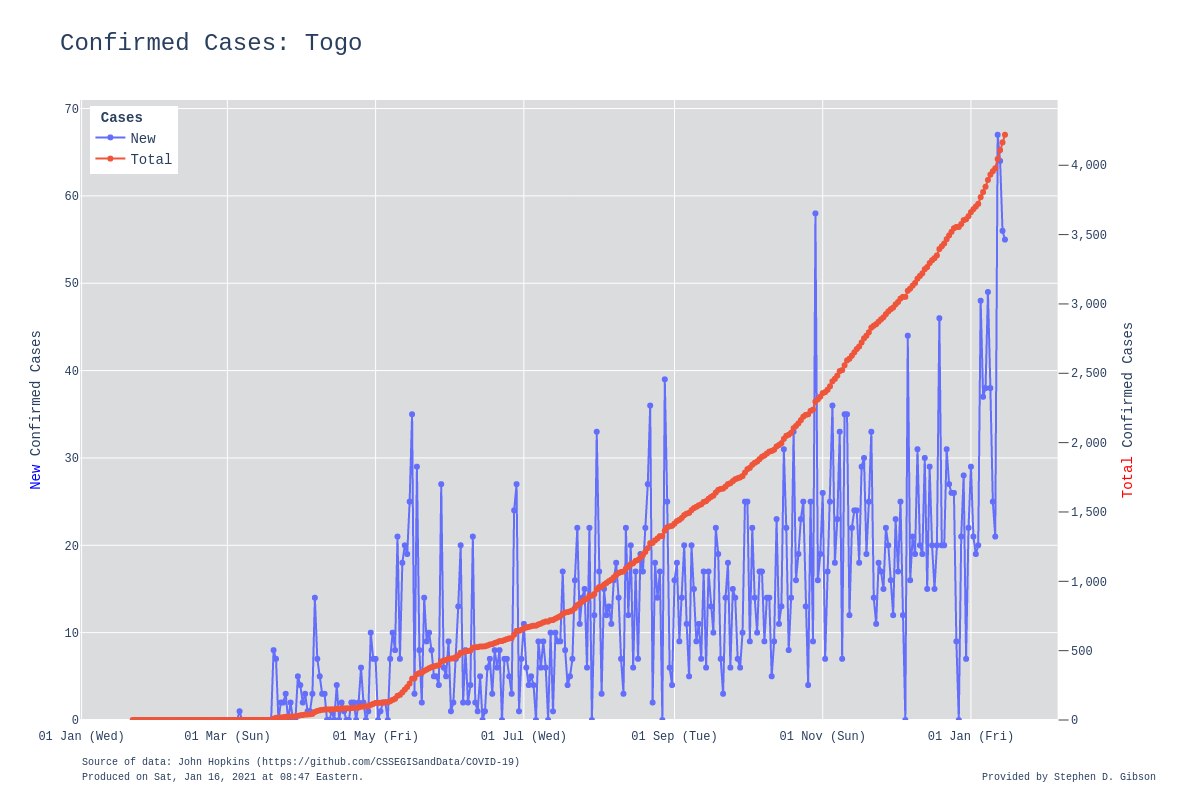 Confirmed Cases: Togo
Cases
New
Total
70
60
50
40
30
20
10
0
4,000
3,500
3,000
2,500
2,000
1,500
1,000
500
0
New Confirmed Cases
Total Confirmed Cases
01 Jan (Wed) 01 Mar (Sun) 01 May (Fri) 01 Jul (Wed) 01 Sep (Tue) 01 Nov (Sun) 01 Jan (Fri)
Source of data: John Hopkins (https://github.com/CSSEGISandData/COVID-19)
Produced on Sat, Jan 16, 2021 at 08:47 Eastern.
Provided by Stephen D. Gibson